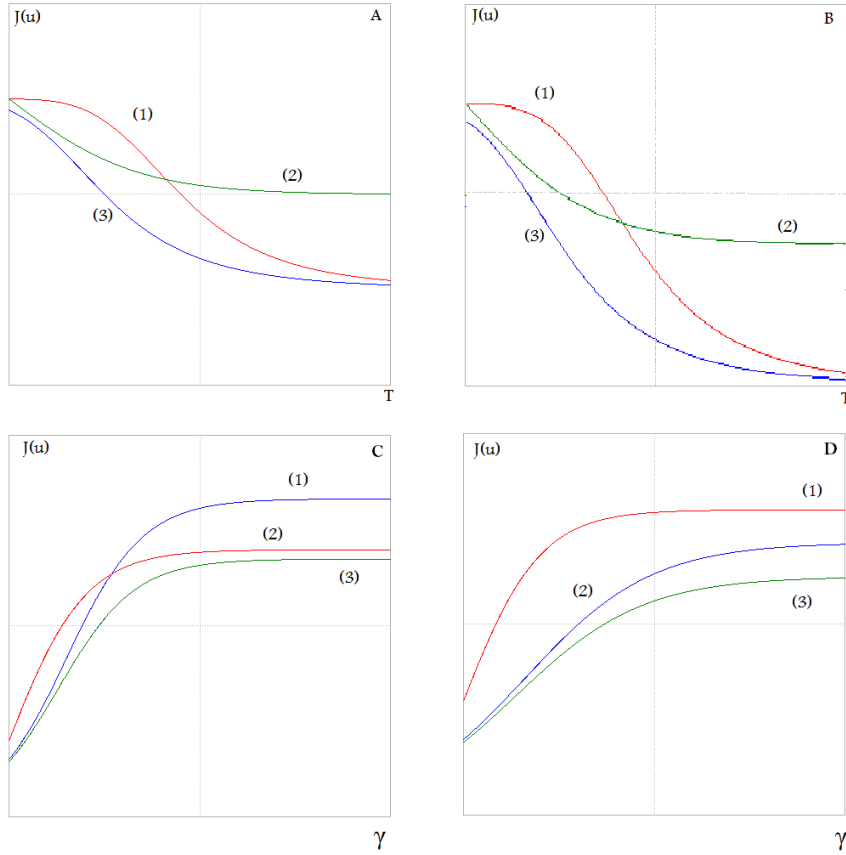 J(u)
A
(1)
(2)
(3)
T
J(u)
B
(1)
(2)
(3)
T
J(u)
C
(1)
(2)
(3)
γ
J(u)
D
(1)
(2)
(3)
γ